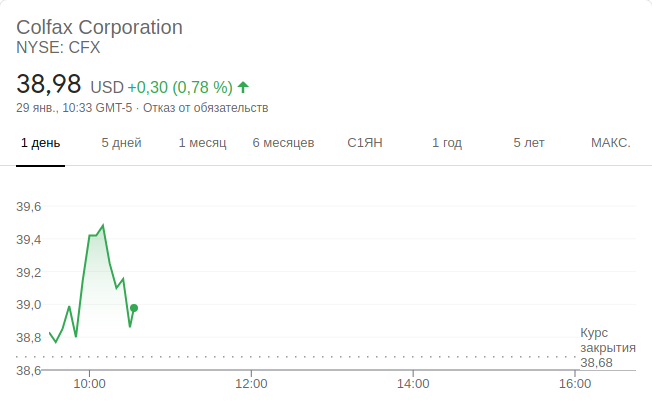 Colfax Corporation
NYSE: CFX
38,98 USD +0,30 (0,78 %)
29 янв., 10:33 GMT-5 · Отказ от обязательств
1 день 5 дней 1 месяц 6 месяцев С1ЯН 1 год 5 лет МАКС.
39,6
39,4
39,2
39,0
38,8
38,6
Курс
закрытия
38,68
10:00 12:00 14:00 16:00